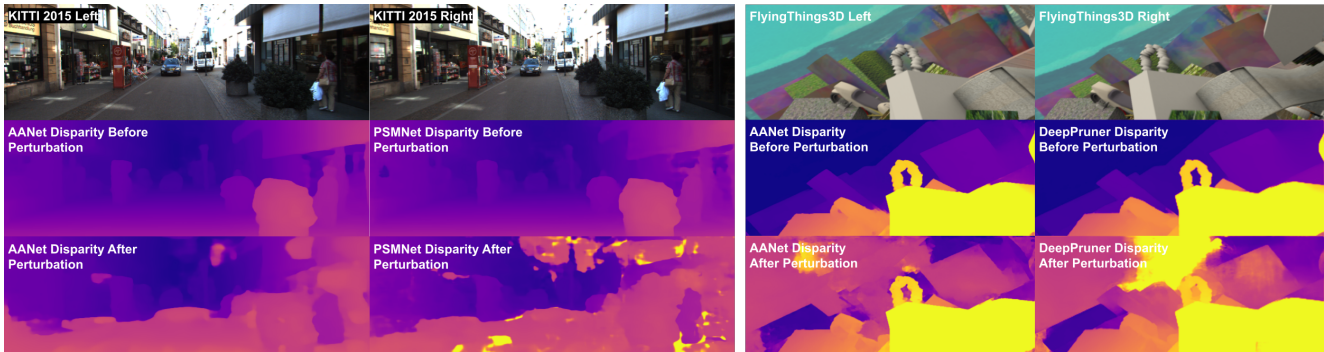 KITTI 2015 Left
KITTI 2015 Right
AANet Disparity Before
Perturbation
PSMNet Disparity Before
Perturbation
AANet Disparity After
Perturbation
PSMNet Disparity After
Perturbation
FlyingThings3D Left
FlyingThings3D Right
AANet Disparity
Before Perturbation
DeepPruner Disparity
Before Perturbation
AANet Disparity
After Perturbation
DeepPruner Disparity
After Perturbation